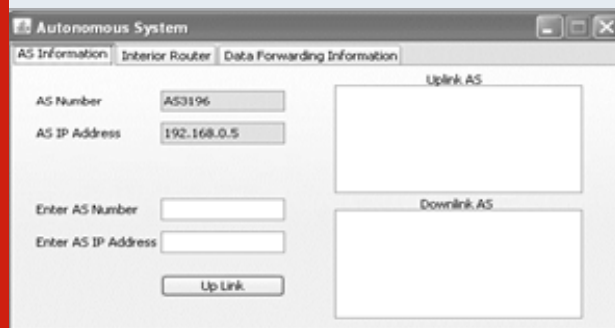 Autonomous System
AS Information Interior Router Data Forwarding Information
AS Number AS3196
AS IP Address 192.168.0.5
Enter AS Number
Enter AS IP Address
Up Link
Uplink AS
Downlink AS